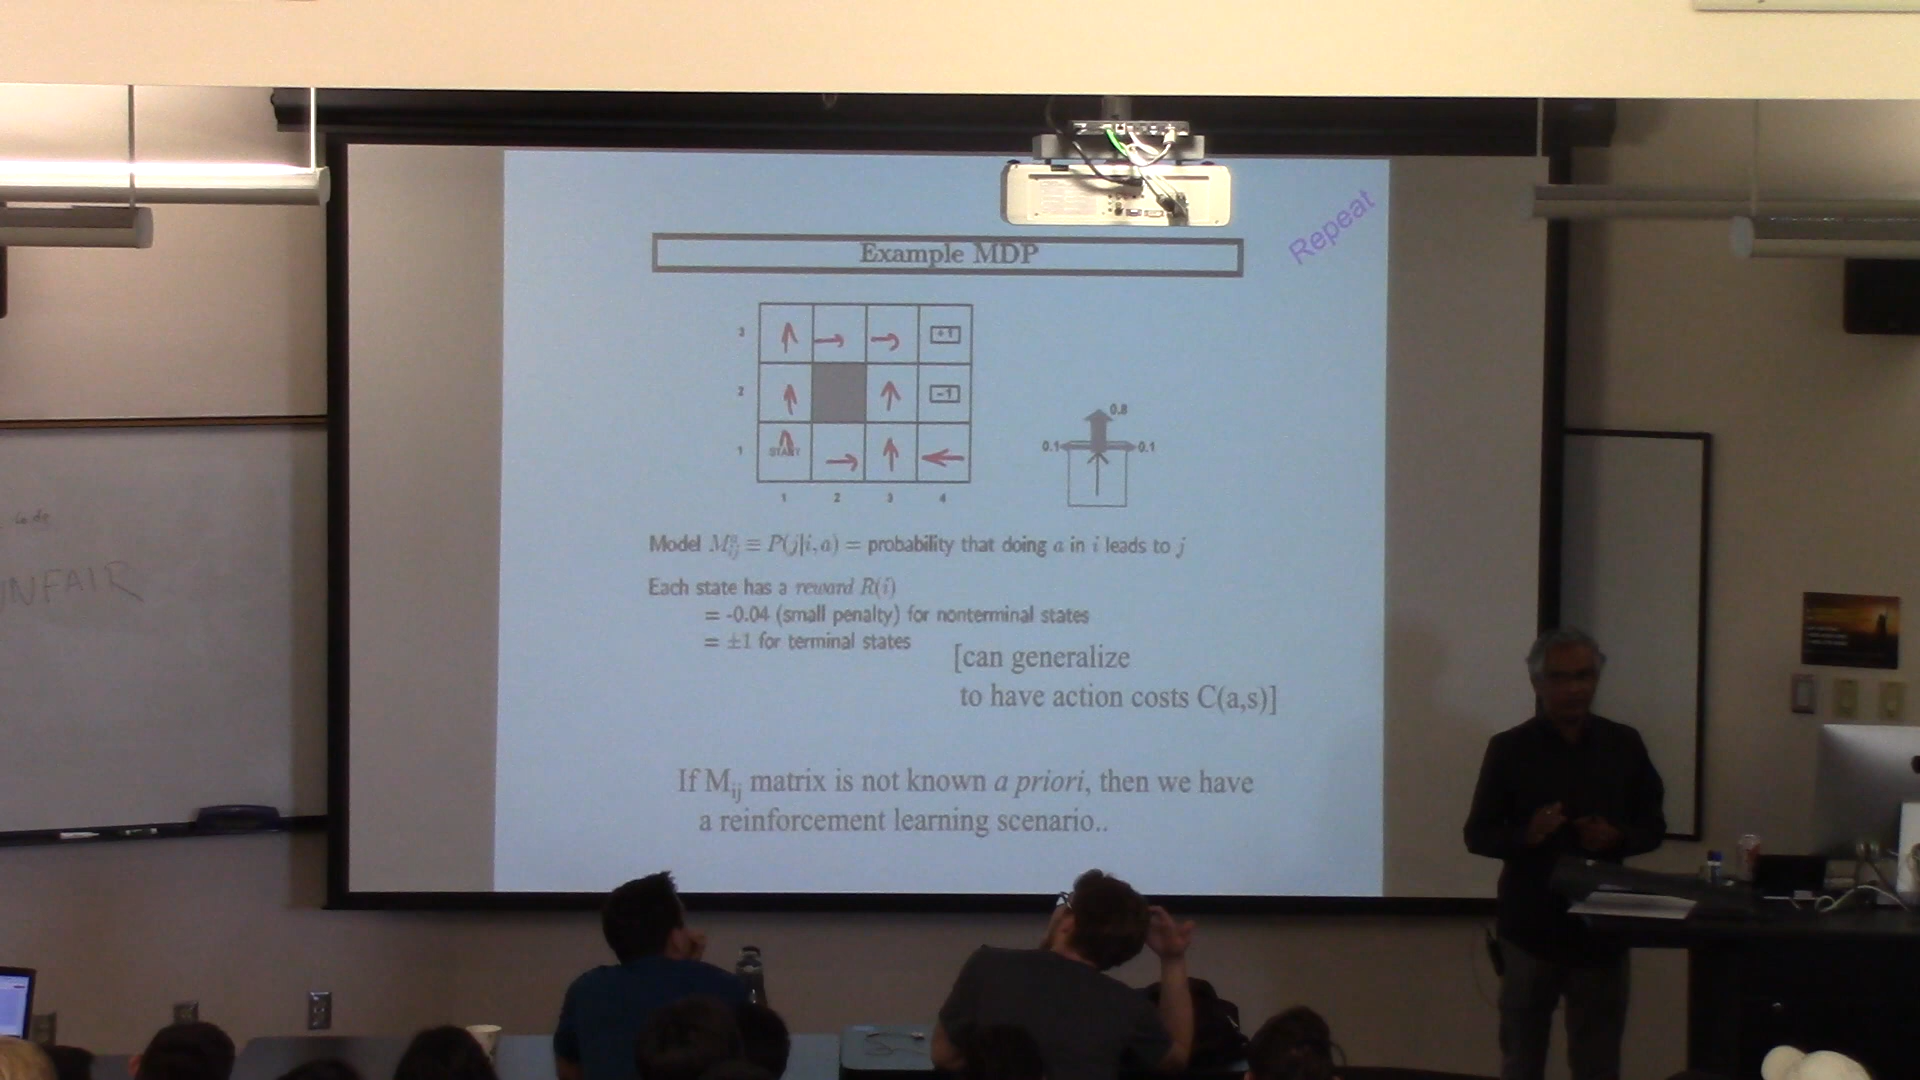 Repeat
Example MDP
3
+1
2
-1
1
START
1 2 3 4
0.8
0.1
0.1
Model M^a_ij ≡ P(j|i, a) = probability that doing a in i leads to j
Each state has a reward R(i)
= -0.04 (small penalty) for nonterminal states
= ±1 for terminal states
[can generalize
to have action costs C(a,s)]
If M_ij matrix is not known a priori, then we have
a reinforcement learning scenario..
UNFAIR